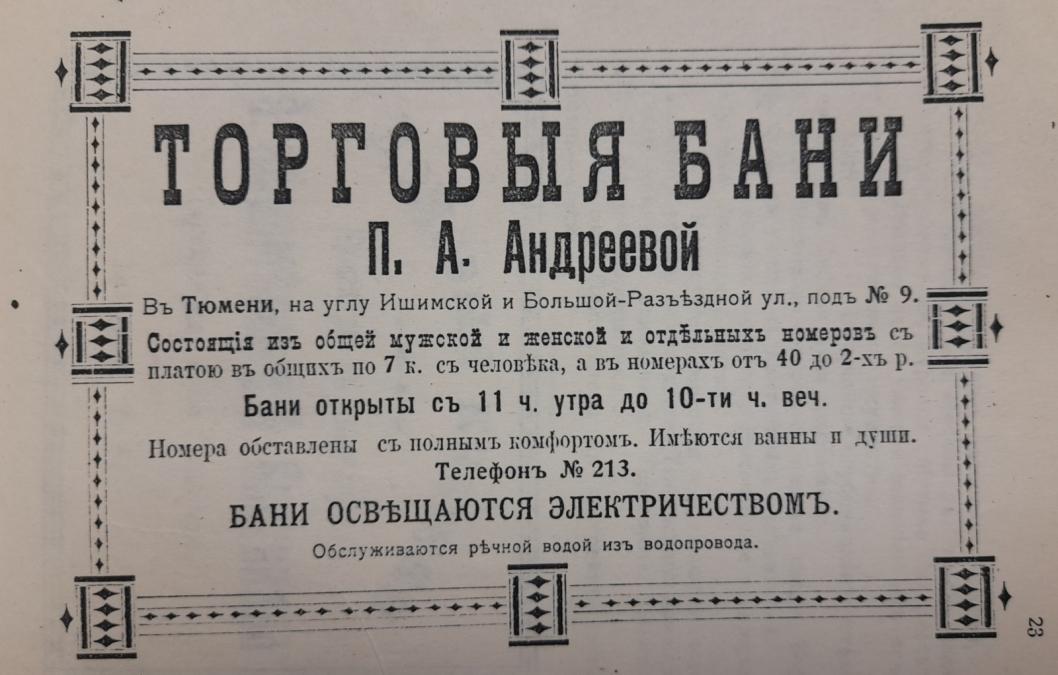 ТОРГОВЫЯ БАНИ
П. А. Андреевой
Въ Тюмени, на углу Ишимской и Большой-Разъѣздной ул., подъ № 9.
Состоящія изъ общей мужской и женской и отдѣльныхъ номеровъ съ
платою въ общихъ по 7 к. съ человѣка, а въ номерахъ отъ 40 до 2-хъ р.
Бани открыты съ 11 ч. утра до 10-ти ч. веч.
Номера обставлены съ полнымъ комфортомъ. Имѣются ванны и души.
Телефонъ № 213.
БАНИ ОСВѢЩАЮТСЯ ЭЛЕКТРИЧЕСТВОМЪ.
Обслуживаются рѣчной водой изъ водопровода.
23